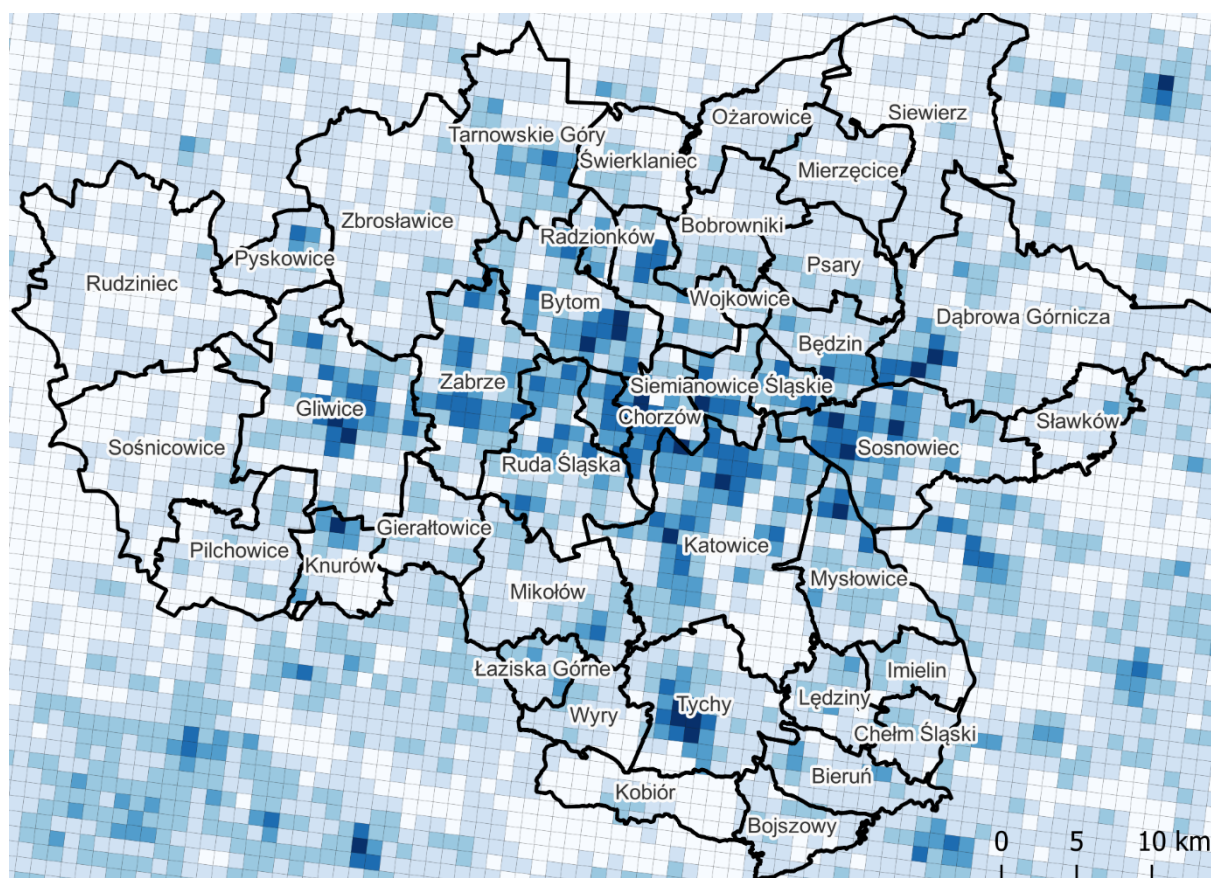 Siewierz
Ożarowice
Tarnowskie Góry
Świerklaniec
Mierzęcice
Zbrosławice
Radzionków
Bobrowniki
Pyskowice
Psary
Rudziniec
Bytom
Wojkowice
Dąbrowa Górnicza
Będzin
Zabrze
Siemianowice Śląskie
Gliwice
Chorzów
Sławków
Sośnicowice
Ruda Śląska
Sosnowiec
Gierałtowice
Katowice
Pilchowice
Knurów
Mysłowice
Mikołów
Łaziska Górne
Imielin
Tychy
Lędziny
Wyry
Chełm Śląski
Bieruń
Kobiór
Bojszowy
0 5 10 km